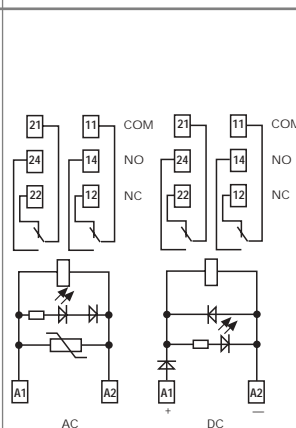 21 11 COM 21 11 COM
24 14 NO 24 14 NO
22 12 NC 22 12 NC
A1 A2 A1 A2
+ —
AC DC